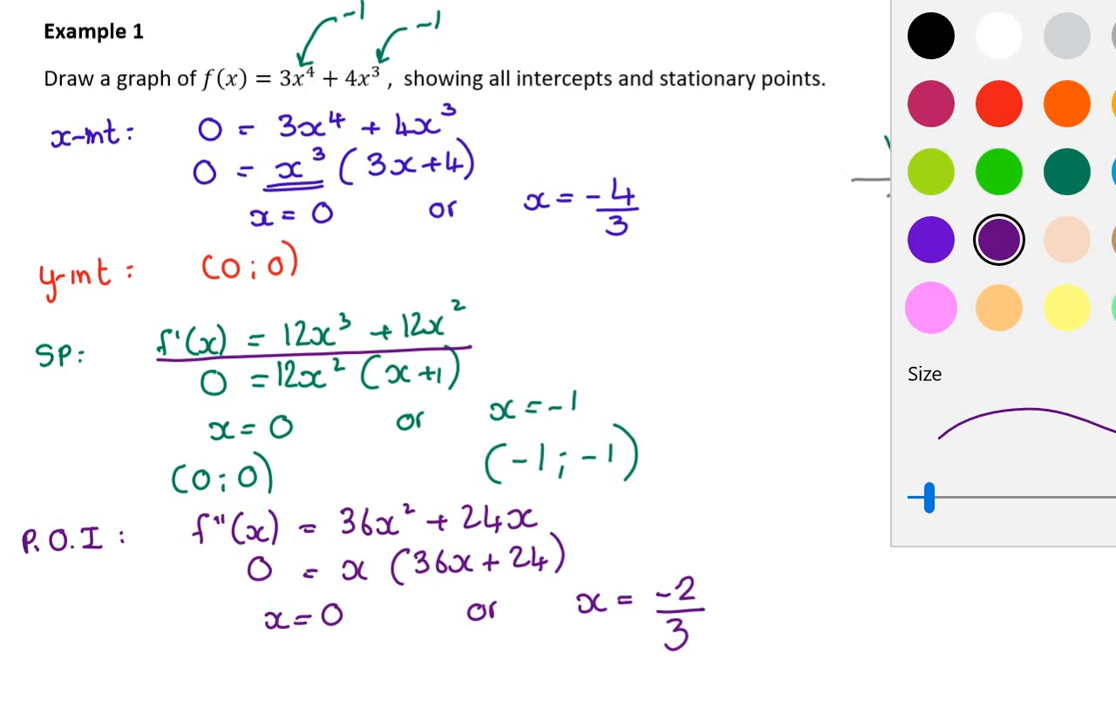 Example 1
-1 -1
Draw a graph of f(x) = 3x⁴ + 4x³ , showing all intercepts and stationary points.
x-int: 0 = 3x⁴ + 4x³
0 = x³ (3x+4)
x = 0 or x = -4/3
y-int : (0;0)
SP: f'(x) = 12x³ + 12x²
0 = 12x² (x+1)
x = 0 or x = -1
(0;0) (-1;-1)
P.O.I : f"(x) = 36x² + 24x
0 = x (36x + 24)
x = 0 or x = -2/3
Size